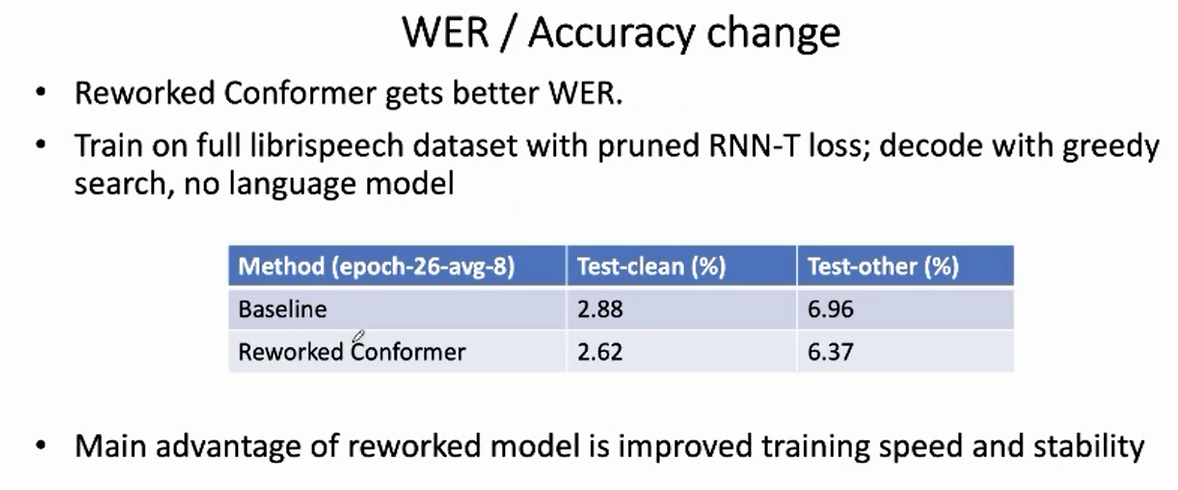 WER / Accuracy change
• Reworked Conformer gets better WER.
• Train on full librispeech dataset with pruned RNN-T loss; decode with greedy
search, no language model
Method (epoch-26-avg-8) Test-clean (%) Test-other (%)
Baseline 2.88 6.96
Reworked Conformer 2.62 6.37
• Main advantage of reworked model is improved training speed and stability